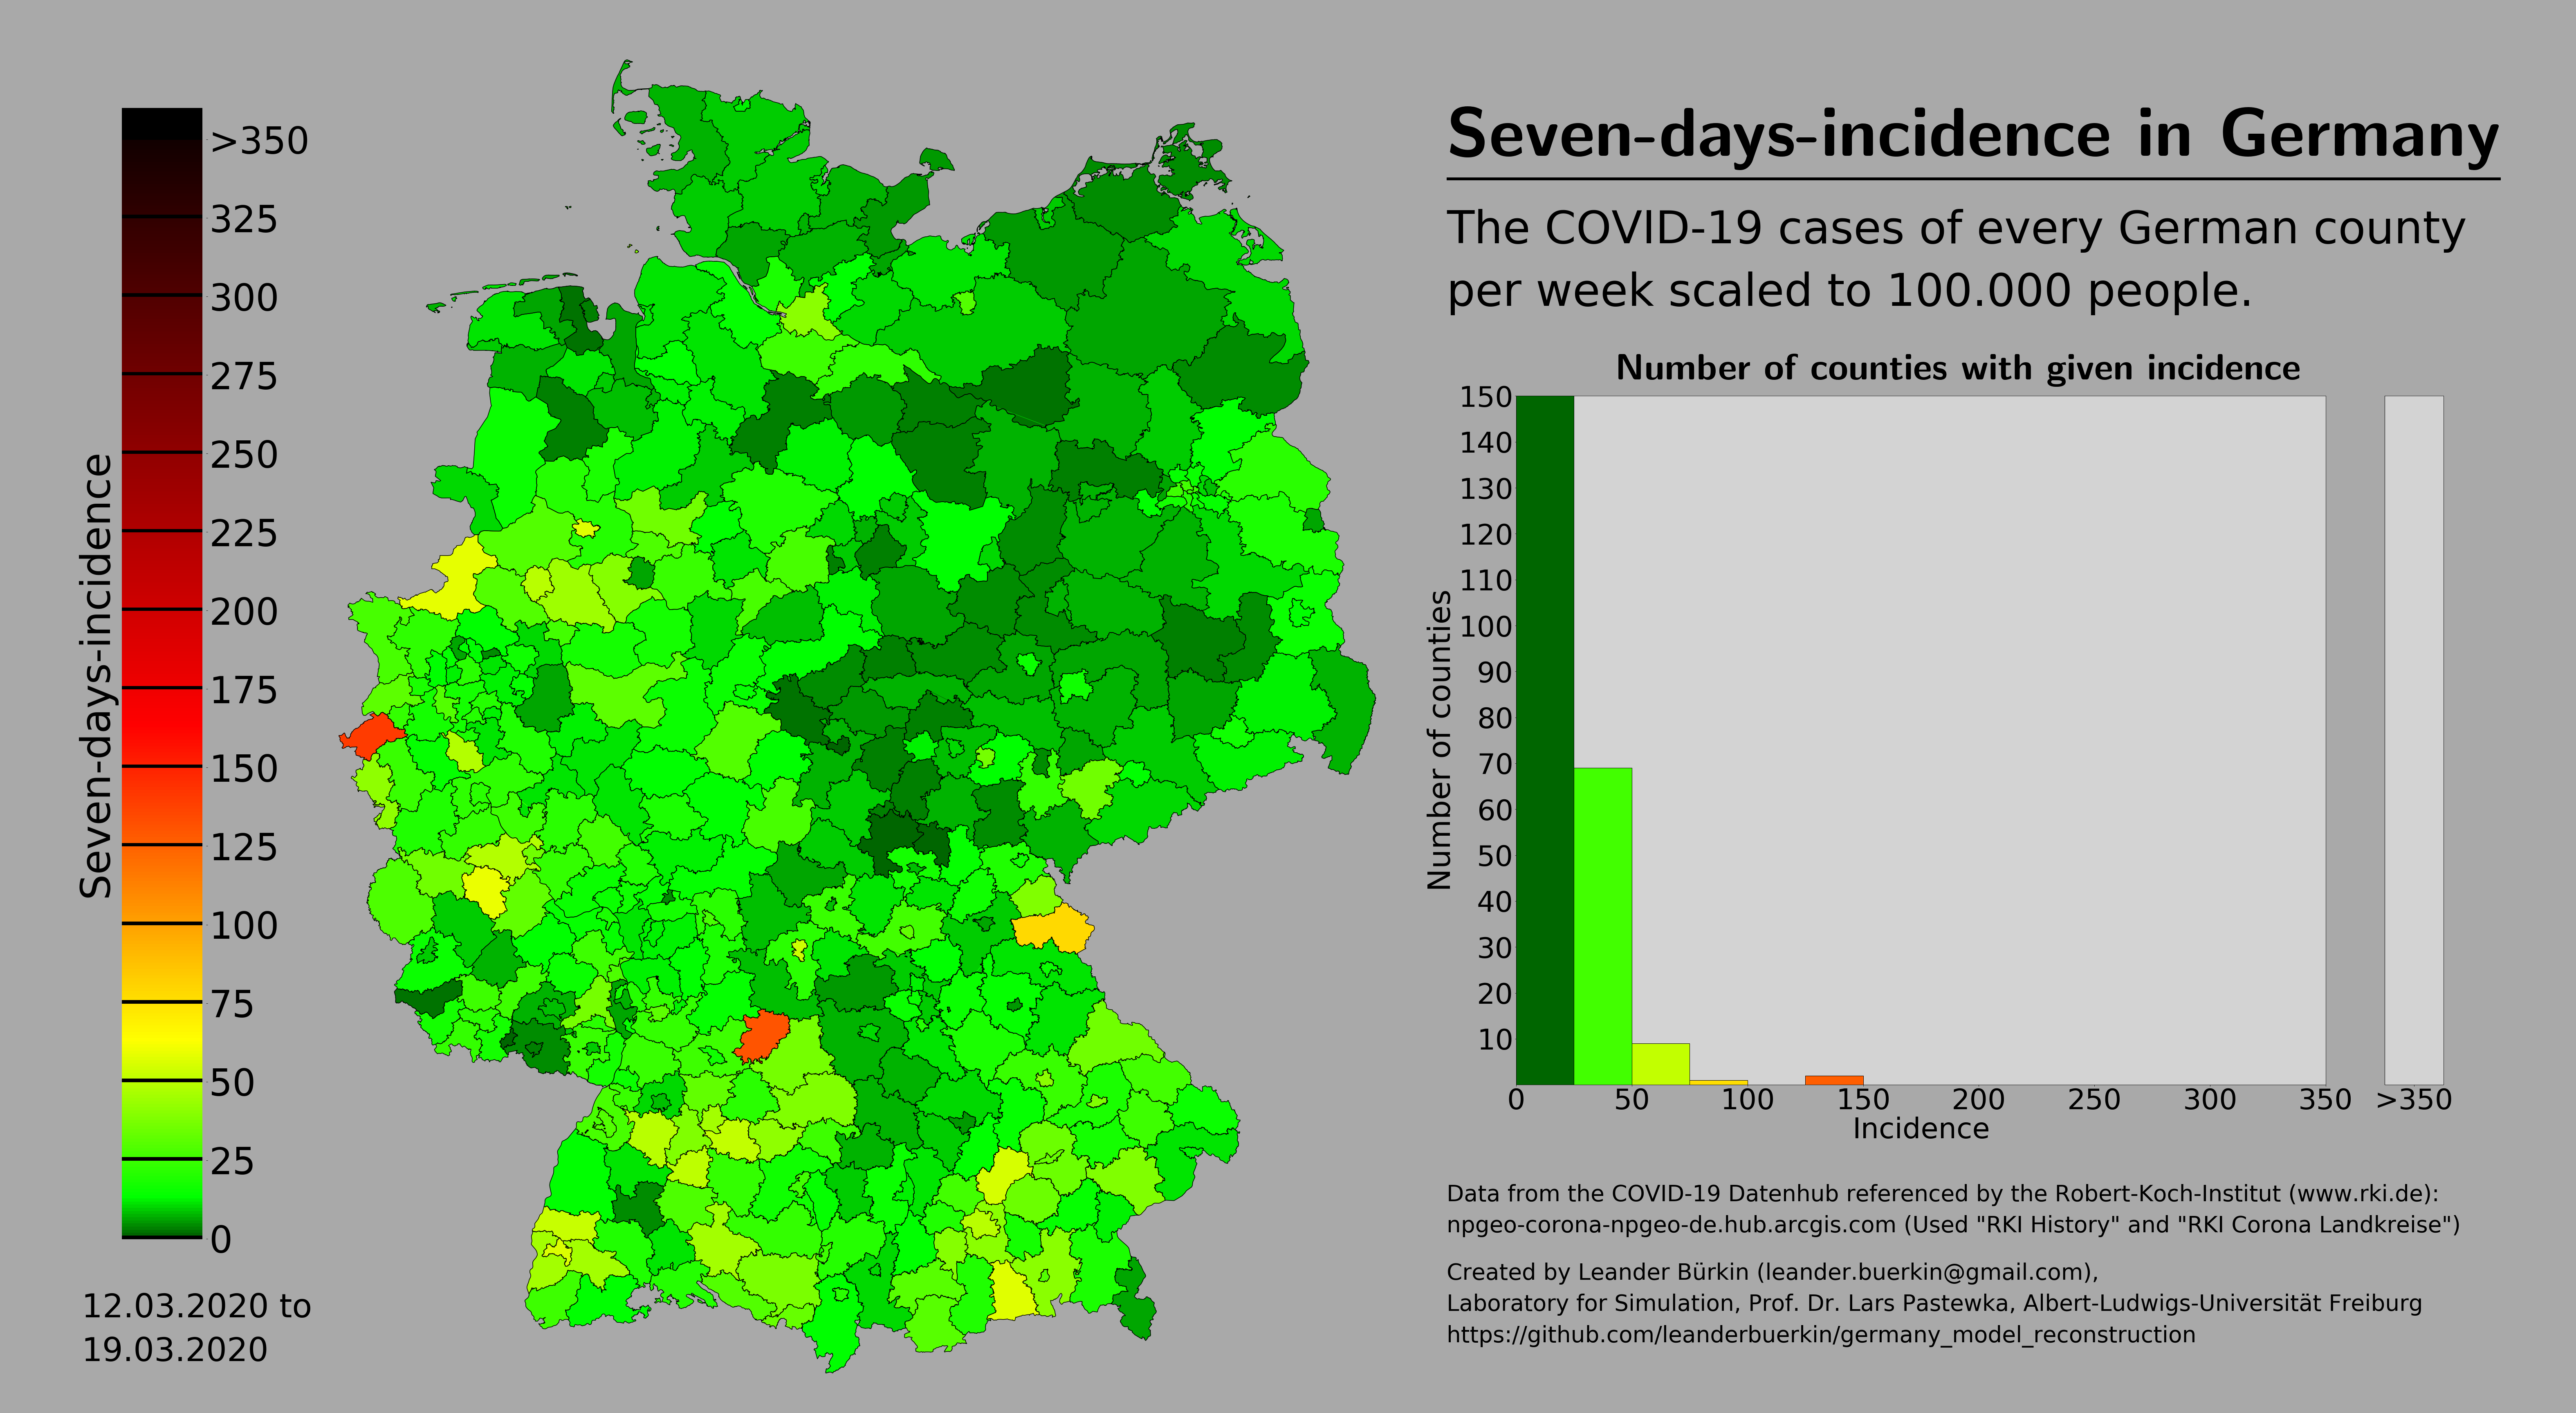 Seven-days-incidence in Germany
The COVID-19 cases of every German county
per week scaled to 100.000 people.
Seven-days-incidence
>350
325
300
275
250
225
200
175
150
125
100
75
50
25
0
12.03.2020 to
19.03.2020
Number of counties with given incidence
Number of counties
150
140
130
120
110
100
90
80
70
60
50
40
30
20
10
0 50 100 150 200 250 300 350 >350
Incidence
Data from the COVID-19 Datenhub referenced by the Robert-Koch-Institut (www.rki.de):
npgeo-corona-npgeo-de.hub.arcgis.com (Used "RKI History" and "RKI Corona Landkreise")
Created by Leander Bürkin (leander.buerkin@gmail.com),
Laboratory for Simulation, Prof. Dr. Lars Pastewka, Albert-Ludwigs-Universität Freiburg
https://github.com/leanderbuerkin/germany_model_reconstruction